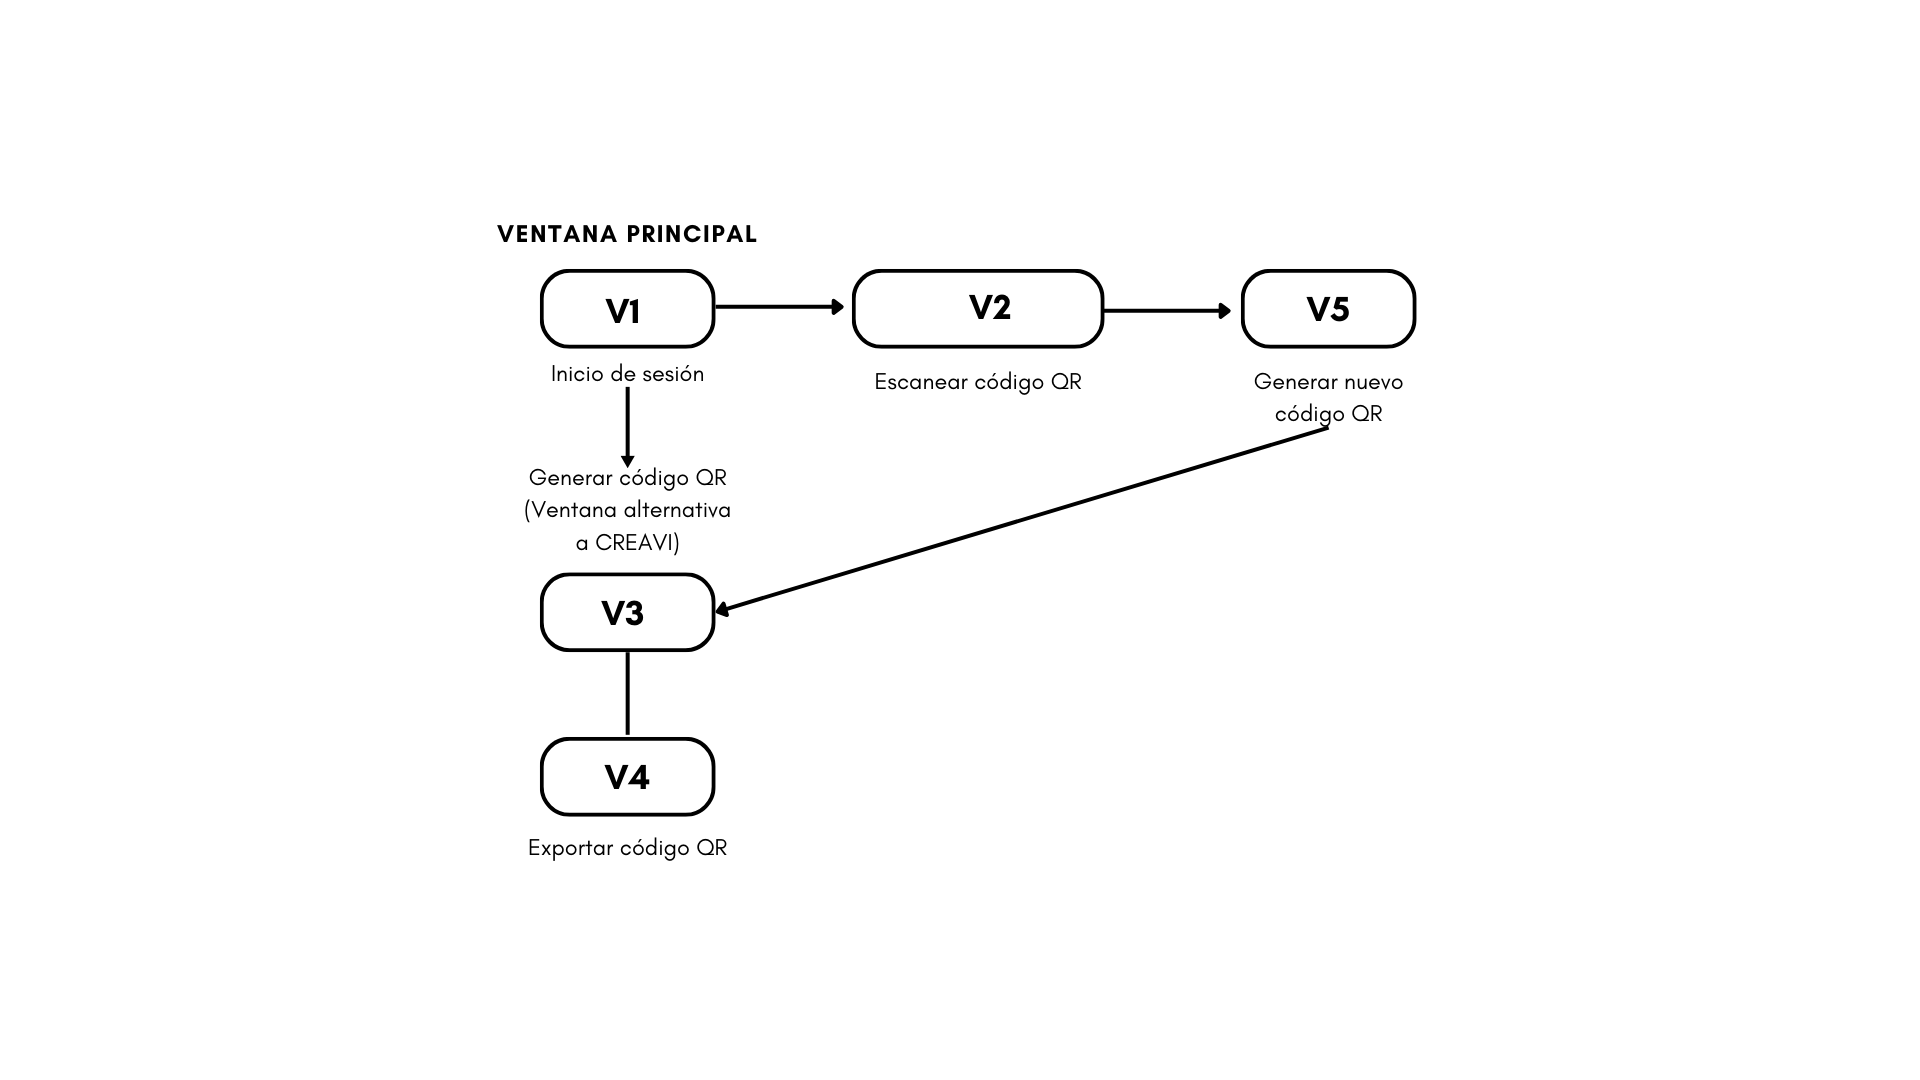 VENTANA PRINCIPAL
V1
V2
V5
Inicio de sesión
Escanear código QR
Generar nuevo
código QR
Generar código QR
(Ventana alternativa
a CREAVI)
V3
V4
Exportar código QR